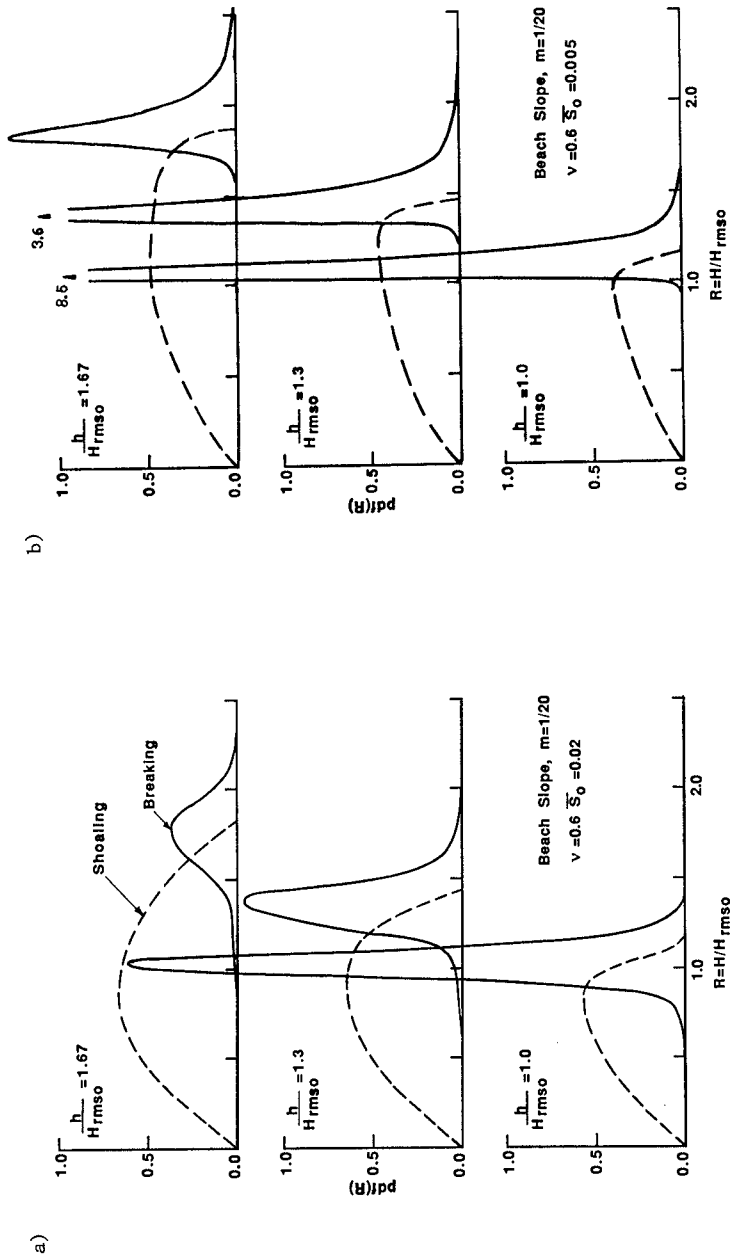 a)
h
Hrmso
=1.67
1.0
0.5
0.0
Shoaling
Breaking
h
Hrmso
=1.3
1.0
0.5
0.0
pdf(R)
h
Hrmso
=1.0
1.0
0.5
0.0
Beach Slope, m=1/20
ν =0.6 S̄o =0.02
1.0
2.0
R=H/Hrmso
b)
h
Hrmso
=1.67
1.0
0.5
0.0
8.5
3.6
h
Hrmso
=1.3
1.0
0.5
0.0
pdf(R)
h
Hrmso
=1.0
1.0
0.5
0.0
Beach Slope, m=1/20
ν =0.6 S̄o =0.005
1.0
2.0
R=H/Hrmso